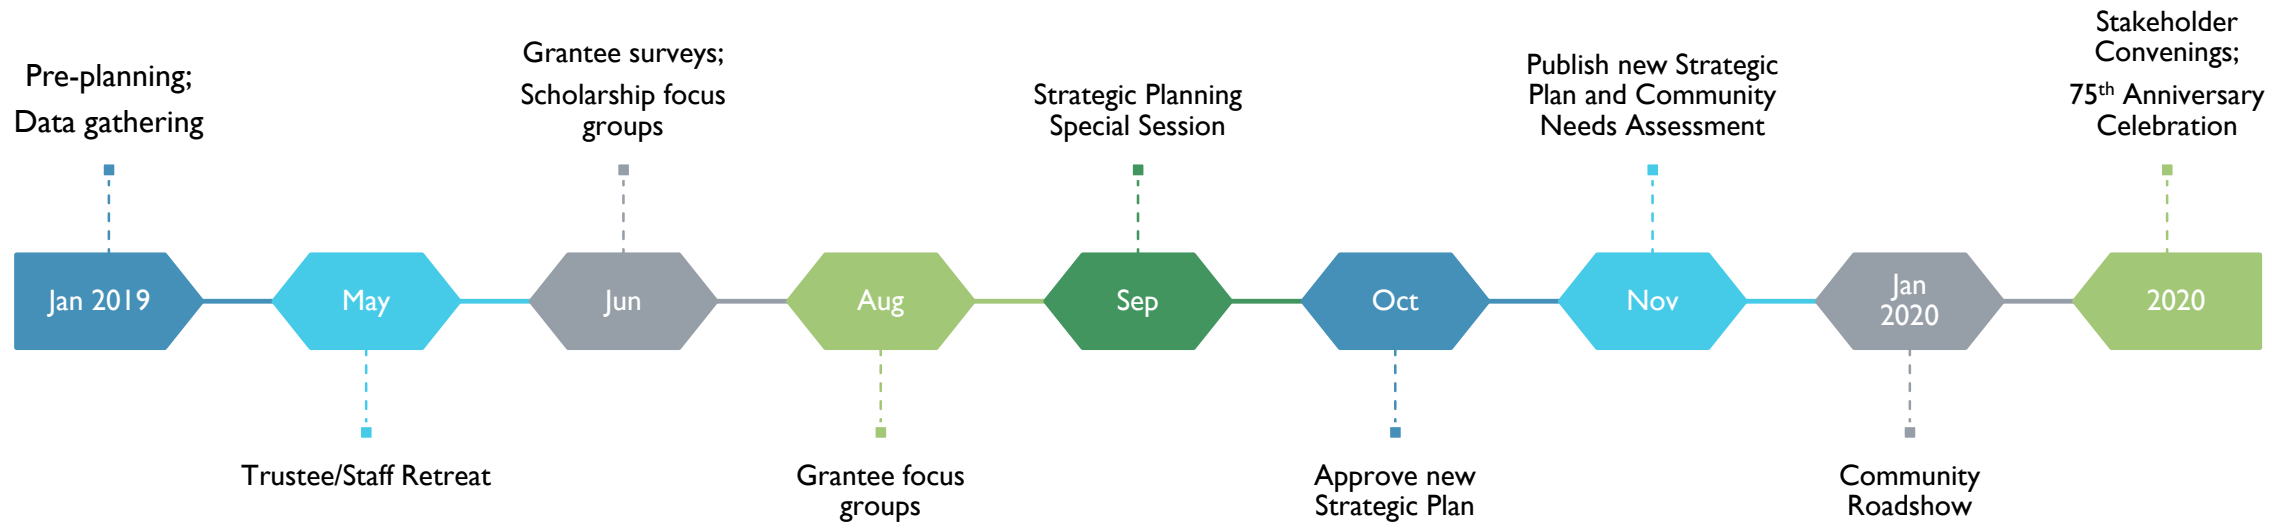 Pre-planning;
Data gathering
Grantee surveys;
Scholarship focus
groups
Strategic Planning
Special Session
Publish new Strategic
Plan and Community
Needs Assessment
Stakeholder
Convenings;
75th Anniversary
Celebration
Jan 2019
May
Jun
Aug
Sep
Oct
Nov
Jan
2020
2020
Trustee/Staff Retreat
Grantee focus
groups
Approve new
Strategic Plan
Community
Roadshow